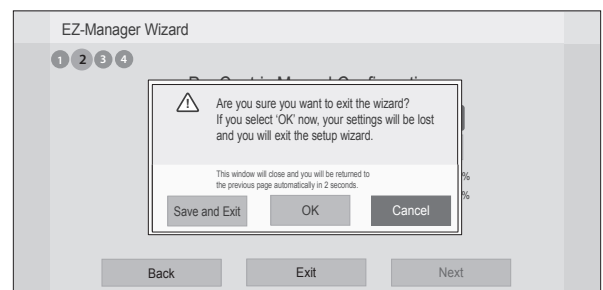 EZ-Manager Wizard
1 2 3 4
Are you sure you want to exit the wizard?
If you select ‘OK’ now, your settings will be lost
and you will exit the setup wizard.
This window will close and you will be returned to
the previous page automatically in 2 seconds.
%
%
Save and Exit OK Cancel
Back Exit Next